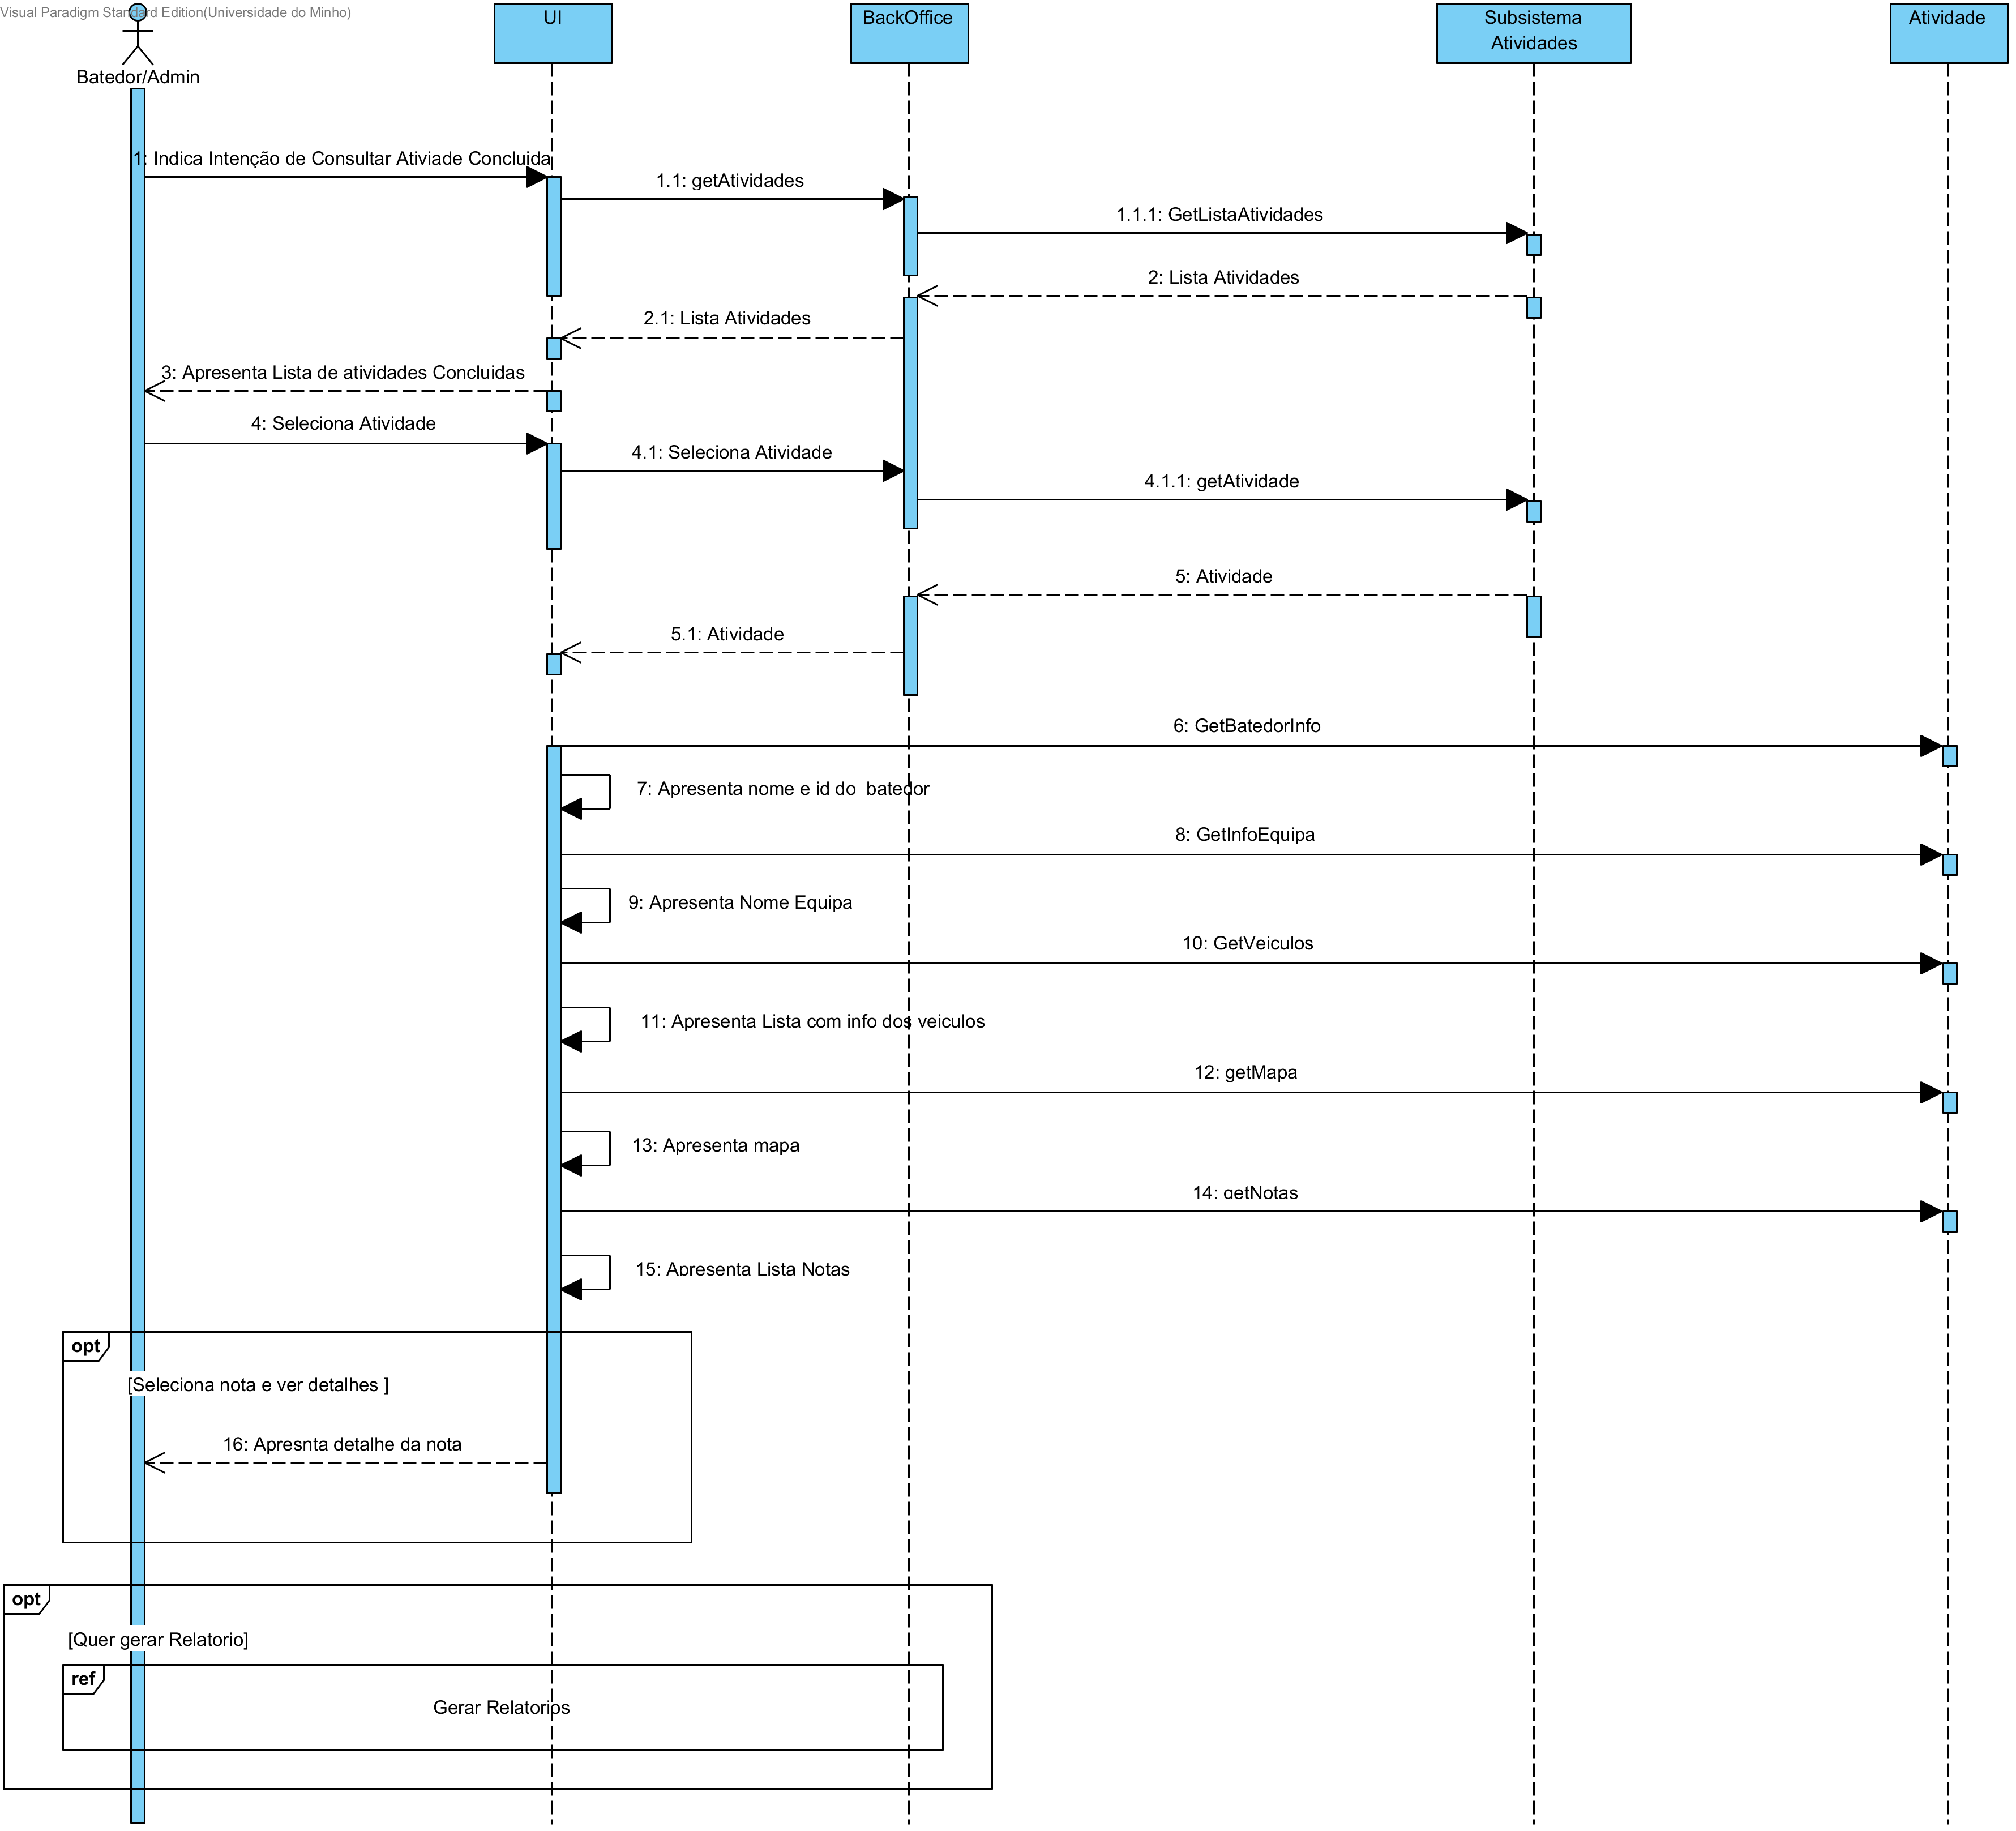 Visual Paradigm Standard Edition(Universidade do Minho)
Batedor/Admin
UI
BackOffice
Subsistema
Atividades
Atividade
1: Indica Intenção de Consultar Ativiade Concluida
1.1: getAtividades
1.1.1: GetListaAtividades
2: Lista Atividades
2.1: Lista Atividades
3: Apresenta Lista de atividades Concluidas
4: Seleciona Atividade
4.1: Seleciona Atividade
4.1.1: getAtividade
5: Atividade
5.1: Atividade
6: GetBatedorInfo
7: Apresenta nome e id do batedor
8: GetInfoEquipa
9: Apresenta Nome Equipa
10: GetVeiculos
11: Apresenta Lista com info dos veiculos
12: getMapa
13: Apresenta mapa
14: getNotas
15: Apresenta Lista Notas
opt
[Seleciona nota e ver detalhes ]
16: Apresnta detalhe da nota
opt
[Quer gerar Relatorio]
ref
Gerar Relatorios